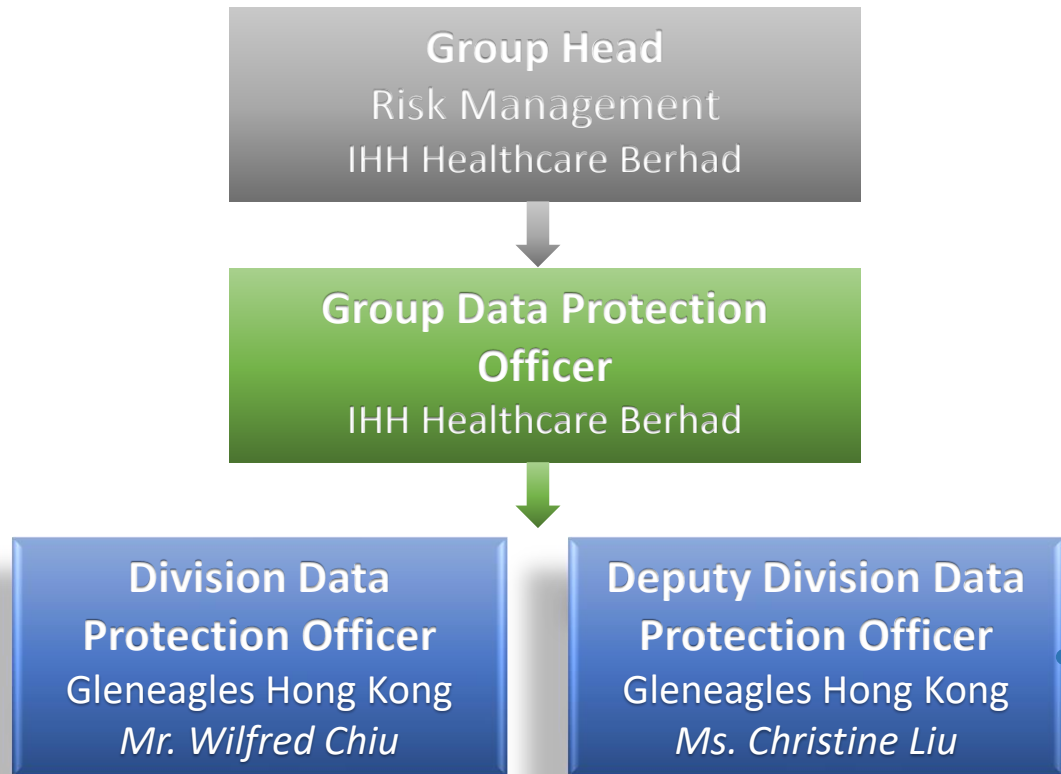 Group Head
Risk Management
IHH Healthcare Berhad
Group Data Protection
Officer
IHH Healthcare Berhad
Division Data
Protection Officer
Gleneagles Hong Kong
Mr. Wilfred Chiu
Deputy Division Data
Protection Officer
Gleneagles Hong Kong
Ms. Christine Liu